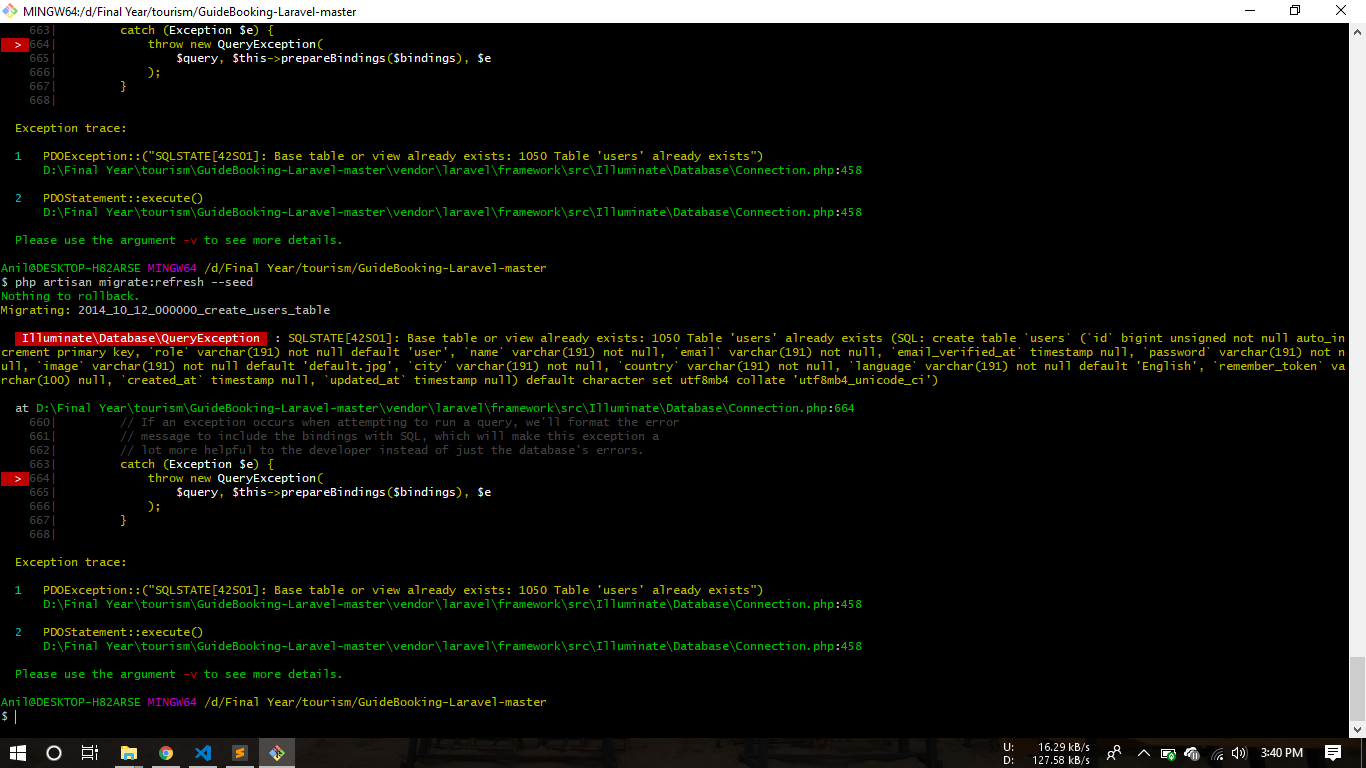 MINGW64:/d/Final Year/tourism/GuideBooking-Laravel-master
663|         catch (Exception $e) {
> 664|             throw new QueryException(
665|                 $query, $this->prepareBindings($bindings), $e
666|             );
667|         }
668|
Exception trace:
1   PDOException::("SQLSTATE[42S01]: Base table or view already exists: 1050 Table 'users' already exists")
D:\Final Year\tourism\GuideBooking-Laravel-master\vendor\laravel\framework\src\Illuminate\Database\Connection.php:458
2   PDOStatement::execute()
D:\Final Year\tourism\GuideBooking-Laravel-master\vendor\laravel\framework\src\Illuminate\Database\Connection.php:458
Please use the argument -v to see more details.
Anil@DESKTOP-H82ARSE MINGW64 /d/Final Year/tourism/GuideBooking-Laravel-master
$ php artisan migrate:refresh --seed
Nothing to rollback.
Migrating: 2014_10_12_000000_create_users_table
Illuminate\Database\QueryException  : SQLSTATE[42S01]: Base table or view already exists: 1050 Table 'users' already exists (SQL: create table `users` (`id` bigint unsigned not null auto_in
crement primary key, `role` varchar(191) not null default 'user', `name` varchar(191) not null, `email` varchar(191) not null, `email_verified_at` timestamp null, `password` varchar(191) not n
ull, `image` varchar(191) not null default 'default.jpg', `city` varchar(191) not null, `country` varchar(191) not null, `language` varchar(191) not null default 'English', `remember_token` va
rchar(100) null, `created_at` timestamp null, `updated_at` timestamp null) default character set utf8mb4 collate 'utf8mb4_unicode_ci')
at D:\Final Year\tourism\GuideBooking-Laravel-master\vendor\laravel\framework\src\Illuminate\Database\Connection.php:664
660|         // If an exception occurs when attempting to run a query, we'll format the error
661|         // message to include the bindings with SQL, which will make this exception a
662|         // lot more helpful to the developer instead of just the database's errors.
663|         catch (Exception $e) {
> 664|             throw new QueryException(
665|                 $query, $this->prepareBindings($bindings), $e
666|             );
667|         }
668|
Exception trace:
1   PDOException::("SQLSTATE[42S01]: Base table or view already exists: 1050 Table 'users' already exists")
D:\Final Year\tourism\GuideBooking-Laravel-master\vendor\laravel\framework\src\Illuminate\Database\Connection.php:458
2   PDOStatement::execute()
D:\Final Year\tourism\GuideBooking-Laravel-master\vendor\laravel\framework\src\Illuminate\Database\Connection.php:458
Please use the argument -v to see more details.
Anil@DESKTOP-H82ARSE MINGW64 /d/Final Year/tourism/GuideBooking-Laravel-master
$
U: 16.29 kB/s
D: 127.58 kB/s
3:40 PM